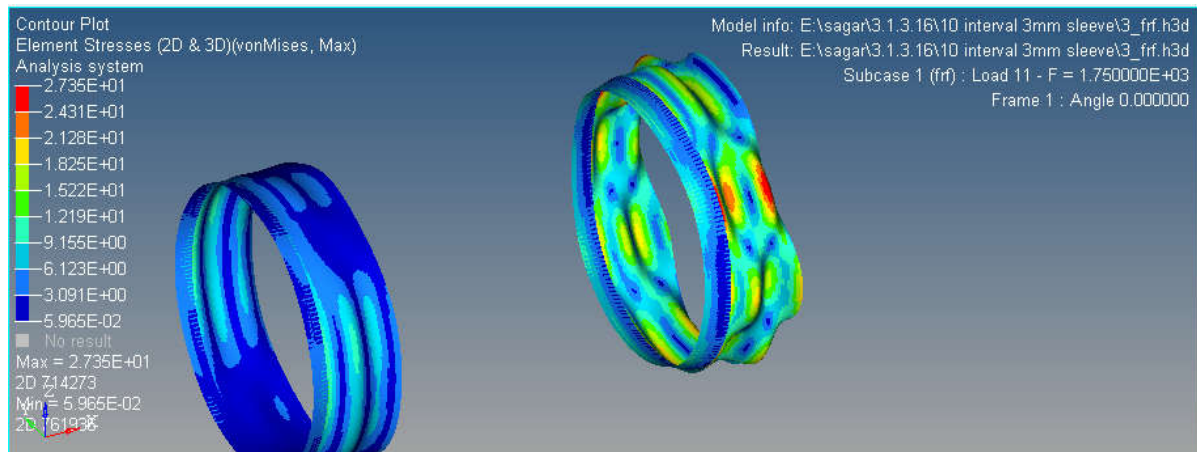 Contour Plot
Element Stresses (2D & 3D)(vonMises, Max)
Analysis system
2.735E+01
2.431E+01
2.128E+01
1.825E+01
1.522E+01
1.219E+01
9.155E+00
6.123E+00
3.091E+00
5.965E-02
No result
Max = 2.735E+01
2D 714273
Min = 5.965E-02
2D 761936
Z
Y
X
Model info: E:\sagar\3.1.3.16\10 interval 3mm sleeve\3_frf.h3d
Result: E:\sagar\3.1.3.16\10 interval 3mm sleeve\3_frf.h3d
Subcase 1 (frf) : Load 11 - F = 1.750000E+03
Frame 1 : Angle 0.000000